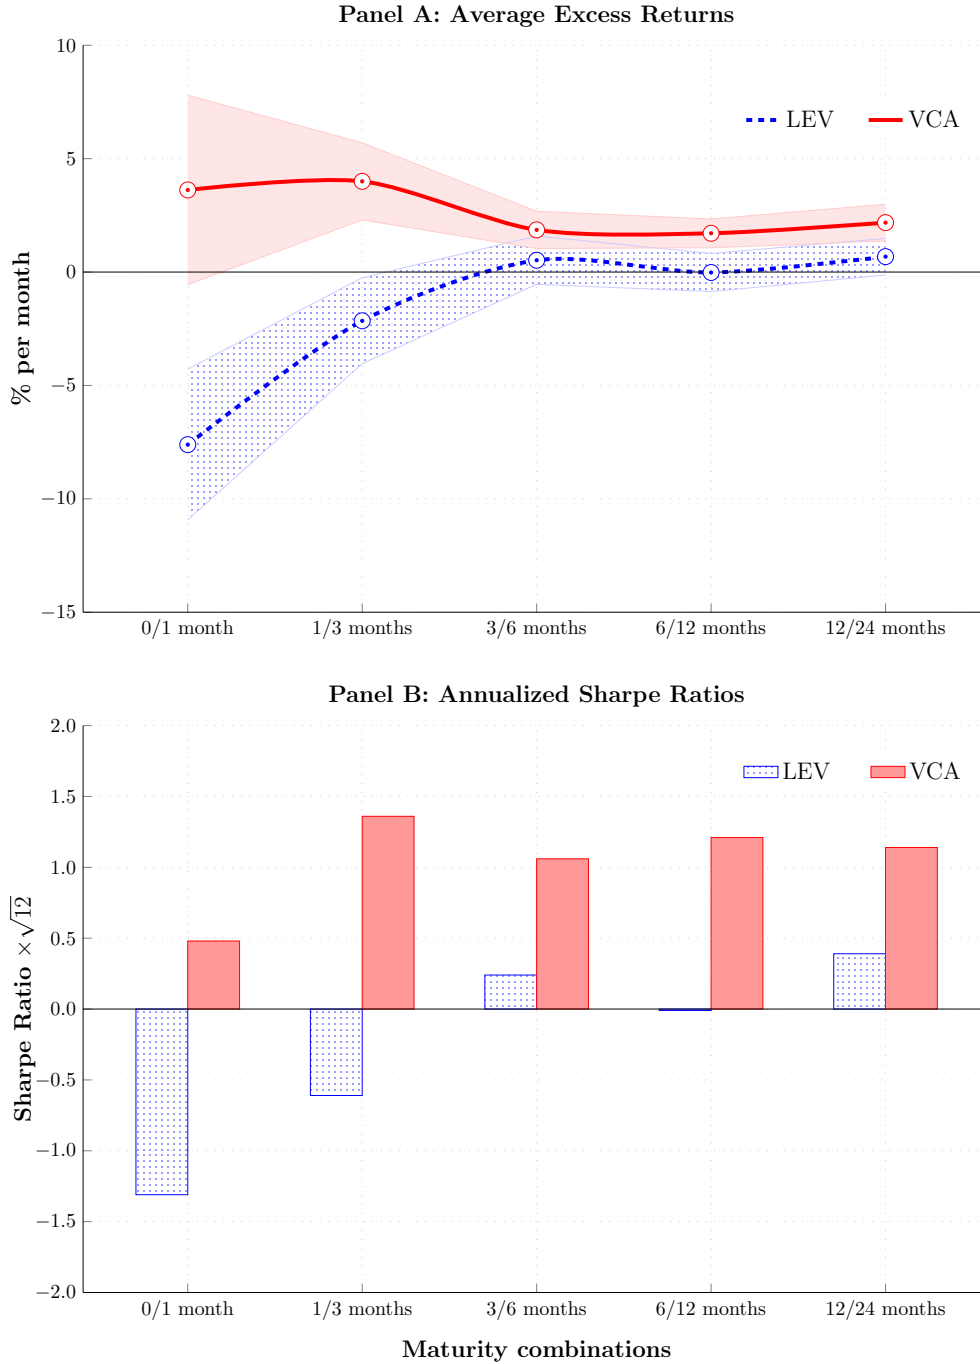 Panel A: Average Excess Returns
10
5
0
−5
−10
−15
% per month
LEV VCA
0/1 month 1/3 months 3/6 months 6/12 months 12/24 months
Panel B: Annualized Sharpe Ratios
2.0
1.5
1.0
0.5
0.0
−0.5
−1.0
−1.5
−2.0
Sharpe Ratio ×√12
LEV VCA
0/1 month 1/3 months 3/6 months 6/12 months 12/24 months
Maturity combinations